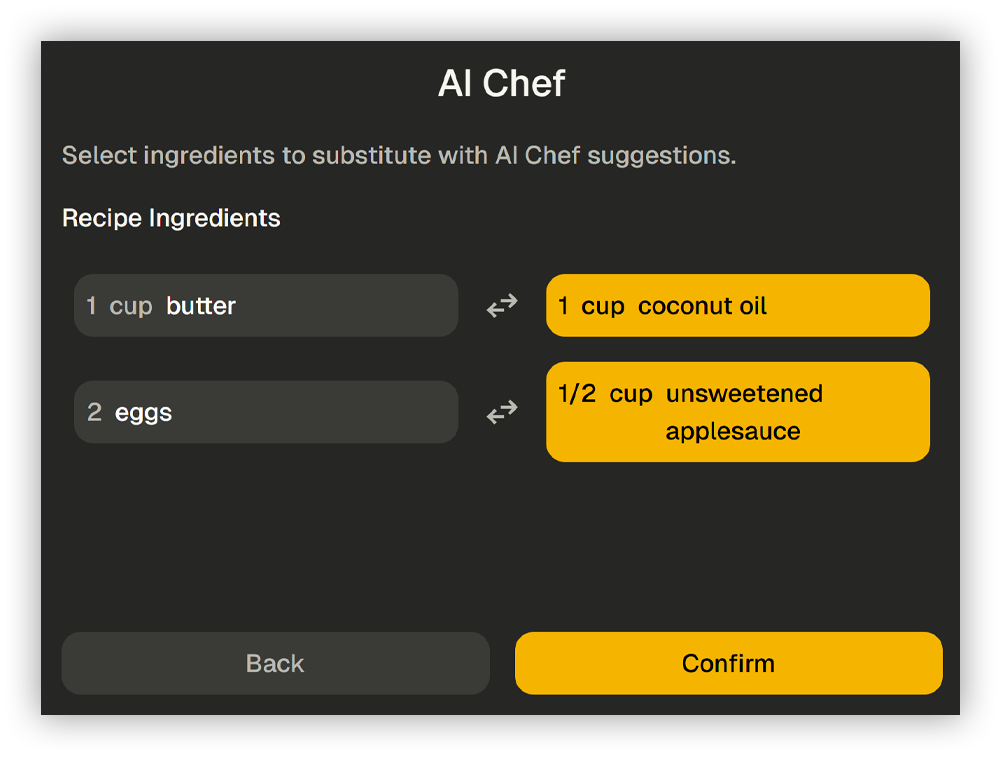 AI Chef
Select ingredients to substitute with AI Chef suggestions.
Recipe Ingredients
1 cup butter
1 cup coconut oil
2 eggs
1/2 cup unsweetened
applesauce
Back
Confirm